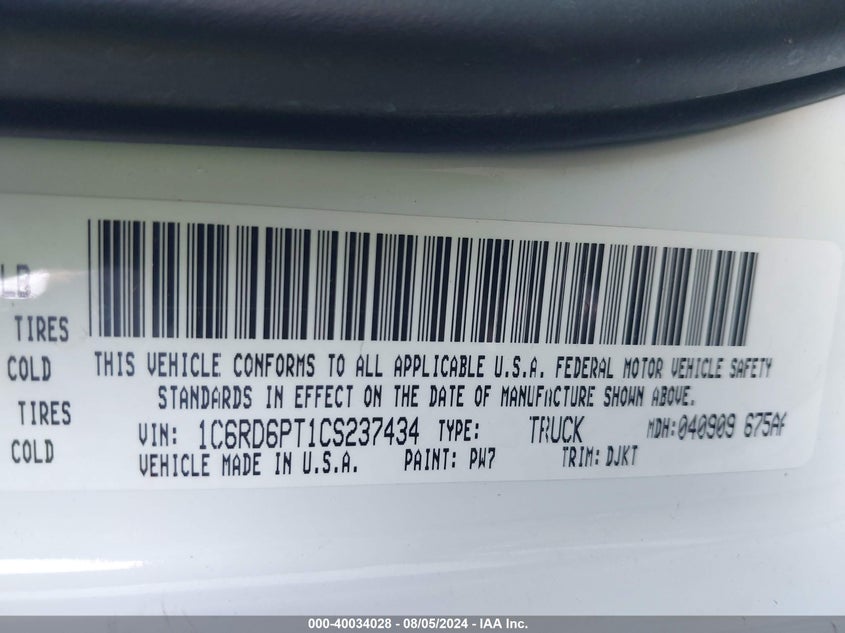 TIRES
COLD
TIRES
COLD
THIS VEHICLE CONFORMS TO ALL APPLICABLE U.S.A. FEDERAL MOTOR VEHICLE SAFETY
STANDARDS IN EFFECT ON THE DATE OF MANUFACTURE SHOWN ABOVE.
VIN: 1C6RD6PT1CS237434 TYPE: TRUCK MDH:040909 675
VEHICLE MADE IN U.S.A. PAINT: PW7 TRIM: DJKT
000-40034028 - 08/05/2024 - IAA Inc.